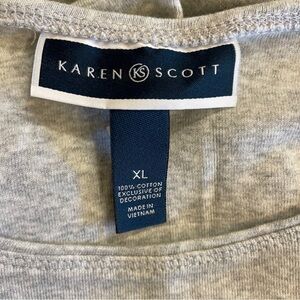 KAREN KS SCOTT
XL
100% COTTON
EXCLUSIVE OF
DECORATION
MADE IN
VIETNAM